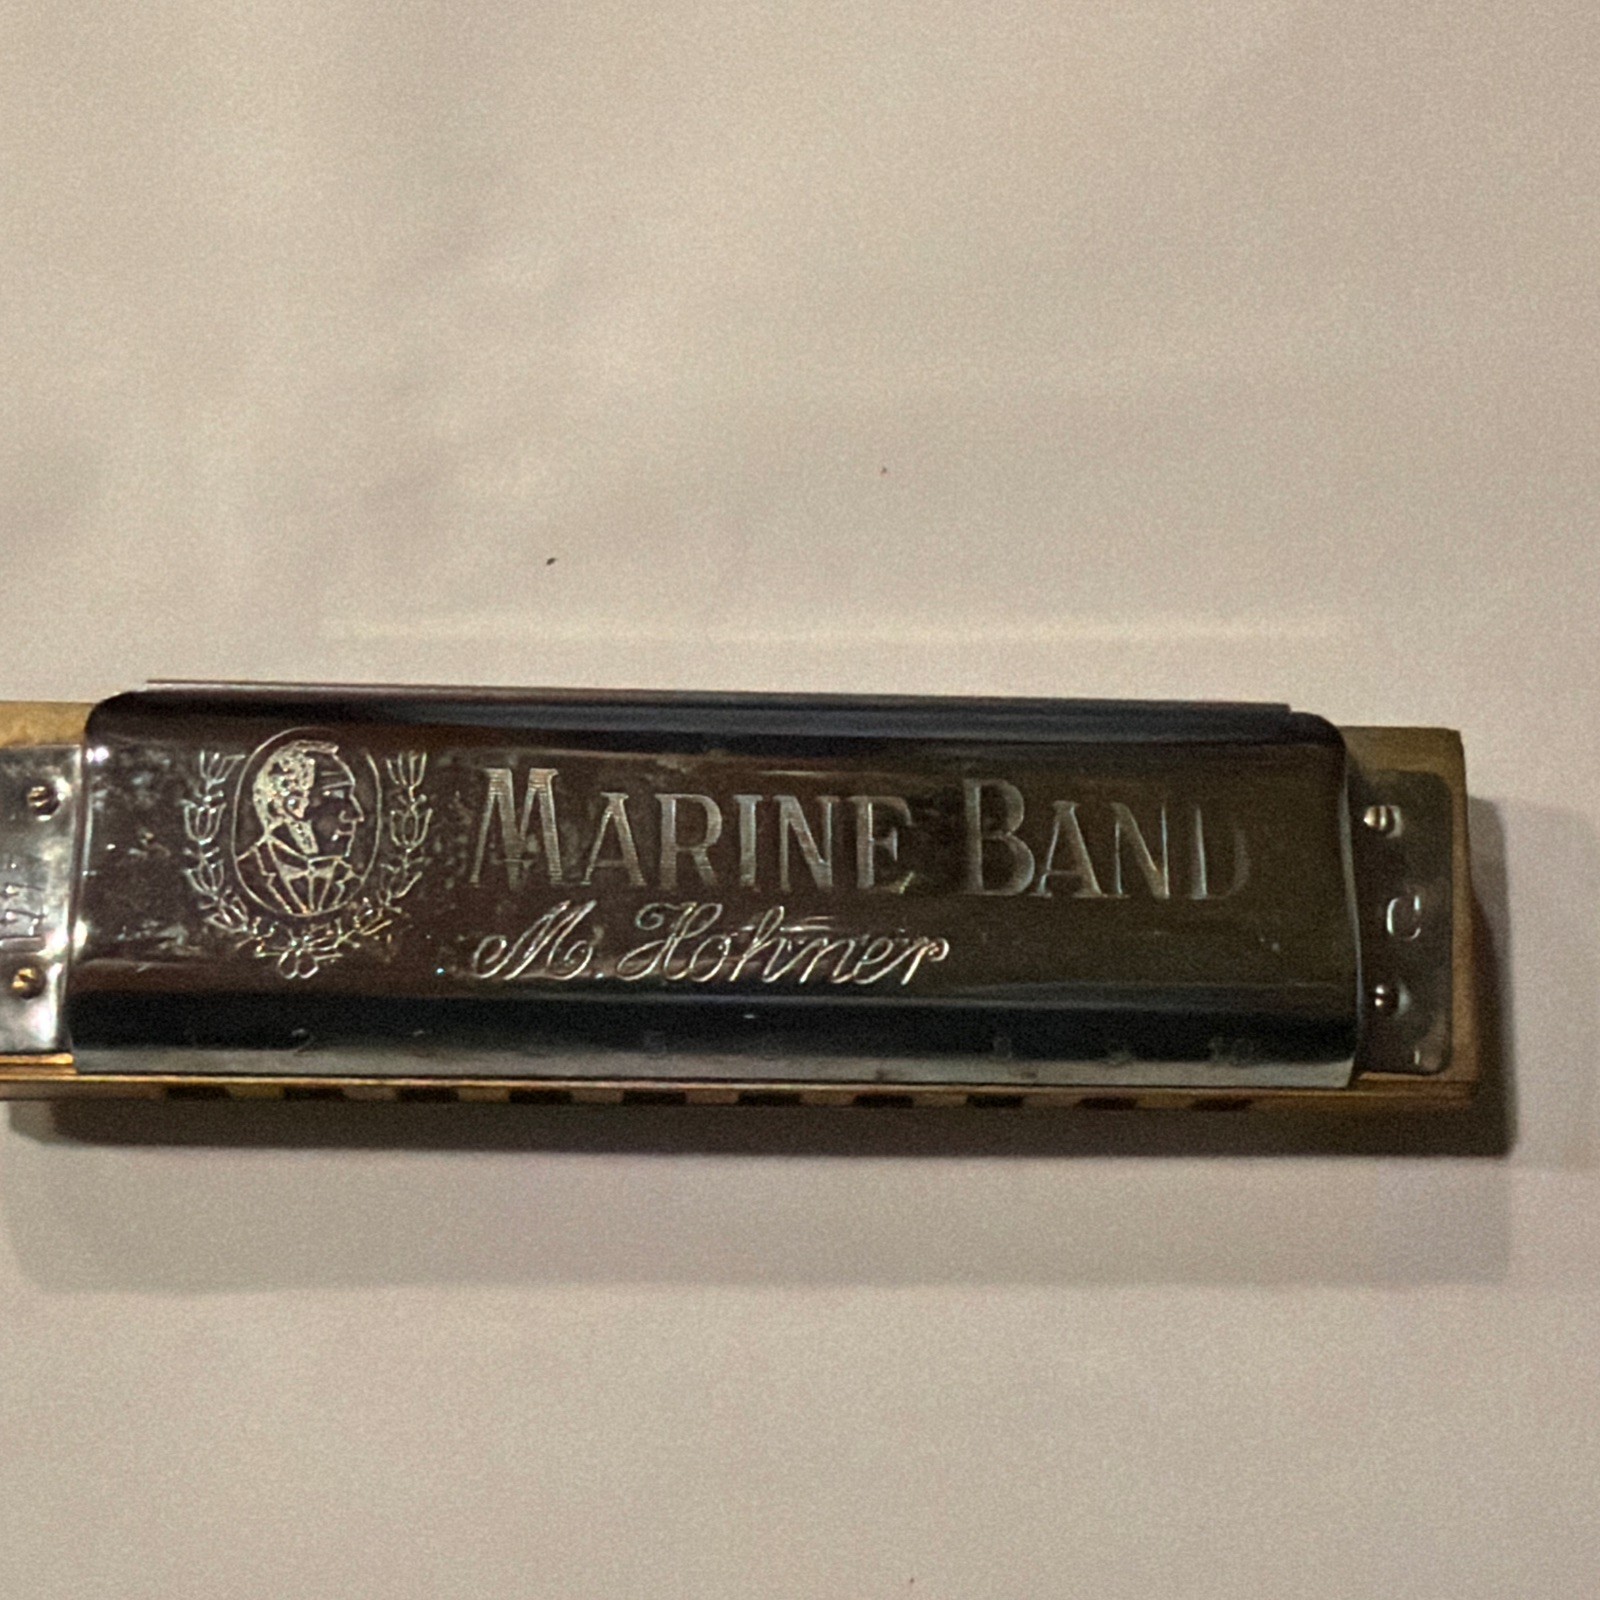 MARINE BAND
M. Hohner
C